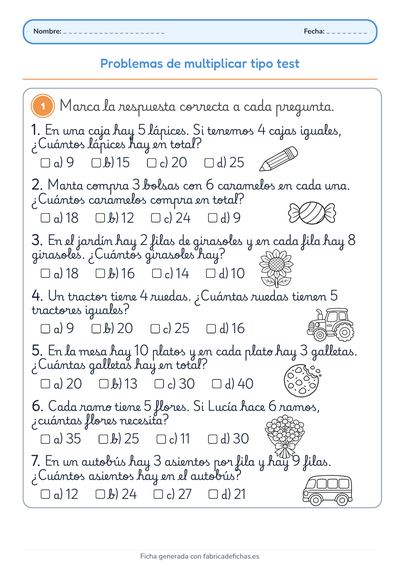 Nombre: Fecha:
Problemas de multiplicar tipo test
1 Marca la respuesta correcta a cada pregunta.
1. En una caja hay 5 lápices. Si tenemos 4 cajas iguales,
¿Cuántos lápices hay en total?
a) 9 b) 15 c) 20 d) 25
2. Marta compra 3 bolsas con 6 caramelos en cada una.
¿Cuántos caramelos compra en total?
a) 18 b) 12 c) 24 d) 9
3. En el jardín hay 2 filas de girasoles y en cada fila hay 8
girasoles. ¿Cuántos girasoles hay?
a) 18 b) 16 c) 14 d) 10
4. Un tractor tiene 4 ruedas. ¿Cuántas ruedas tienen 5
tractores iguales?
a) 9 b) 20 c) 25 d) 16
5. En la mesa hay 10 platos y en cada plato hay 3 galletas.
¿Cuántas galletas hay en total?
a) 20 b) 13 c) 30 d) 40
6. Cada ramo tiene 5 flores. Si Lucía hace 6 ramos,
¿cuántas flores necesita?
a) 35 b) 25 c) 11 d) 30
7. En un autobús hay 3 asientos por fila y hay 9 filas.
¿Cuántos asientos hay en el autobús?
a) 12 b) 24 c) 27 d) 21
Ficha generada con fabricadefichas.es